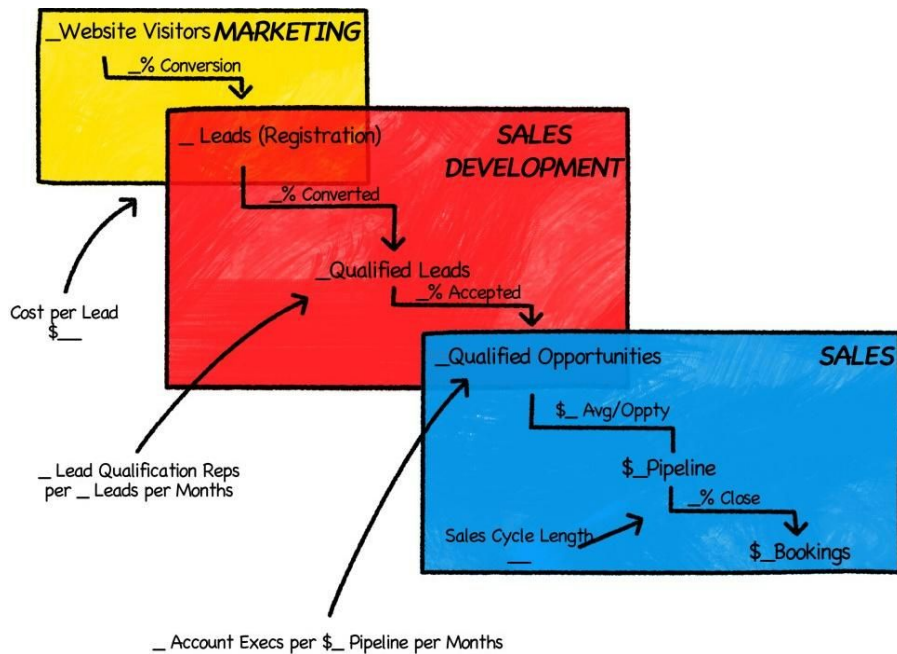 _Website Visitors MARKETING
_% Conversion
_ Leads (Registration)
SALES
DEVELOPMENT
_% Converted
_Qualified Leads
_% Accepted
Cost per Lead
$__
_Qualified Opportunities
SALES
$_ Avg/Oppty
_ Lead Qualification Reps
per _ Leads per Months
$_Pipeline
_% Close
Sales Cycle Length
__
$_Bookings
_ Account Execs per $_ Pipeline per Months